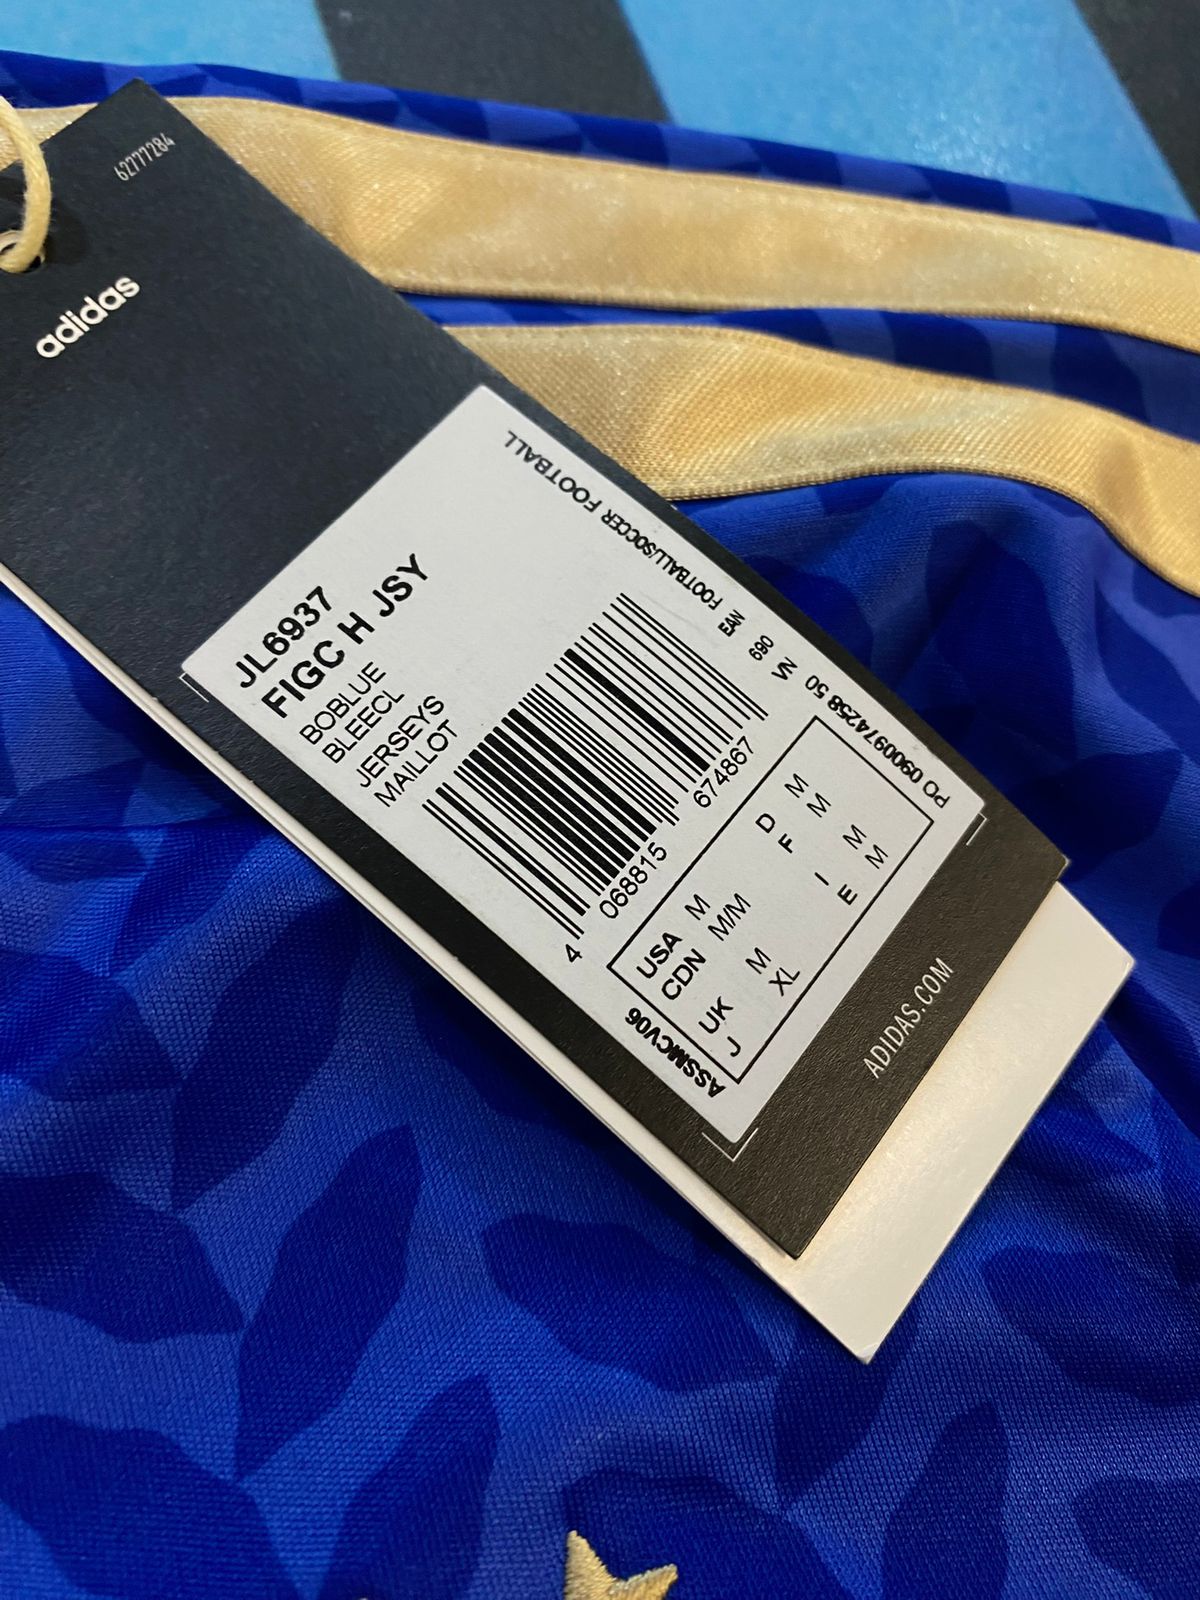 62777284
adidas
FOOTBALL/SOCCER FOOTBALL
JL6937
FIGC H JSY
BOBLUE
BLEECL
JERSEYS
MAILLOT
EAN
690
VN
PO 0900974258 50
4 068815 674867
USA M D M
CDN M/M F M
UK M I M
J XL E M
ASSMCV06
ADIDAS.COM